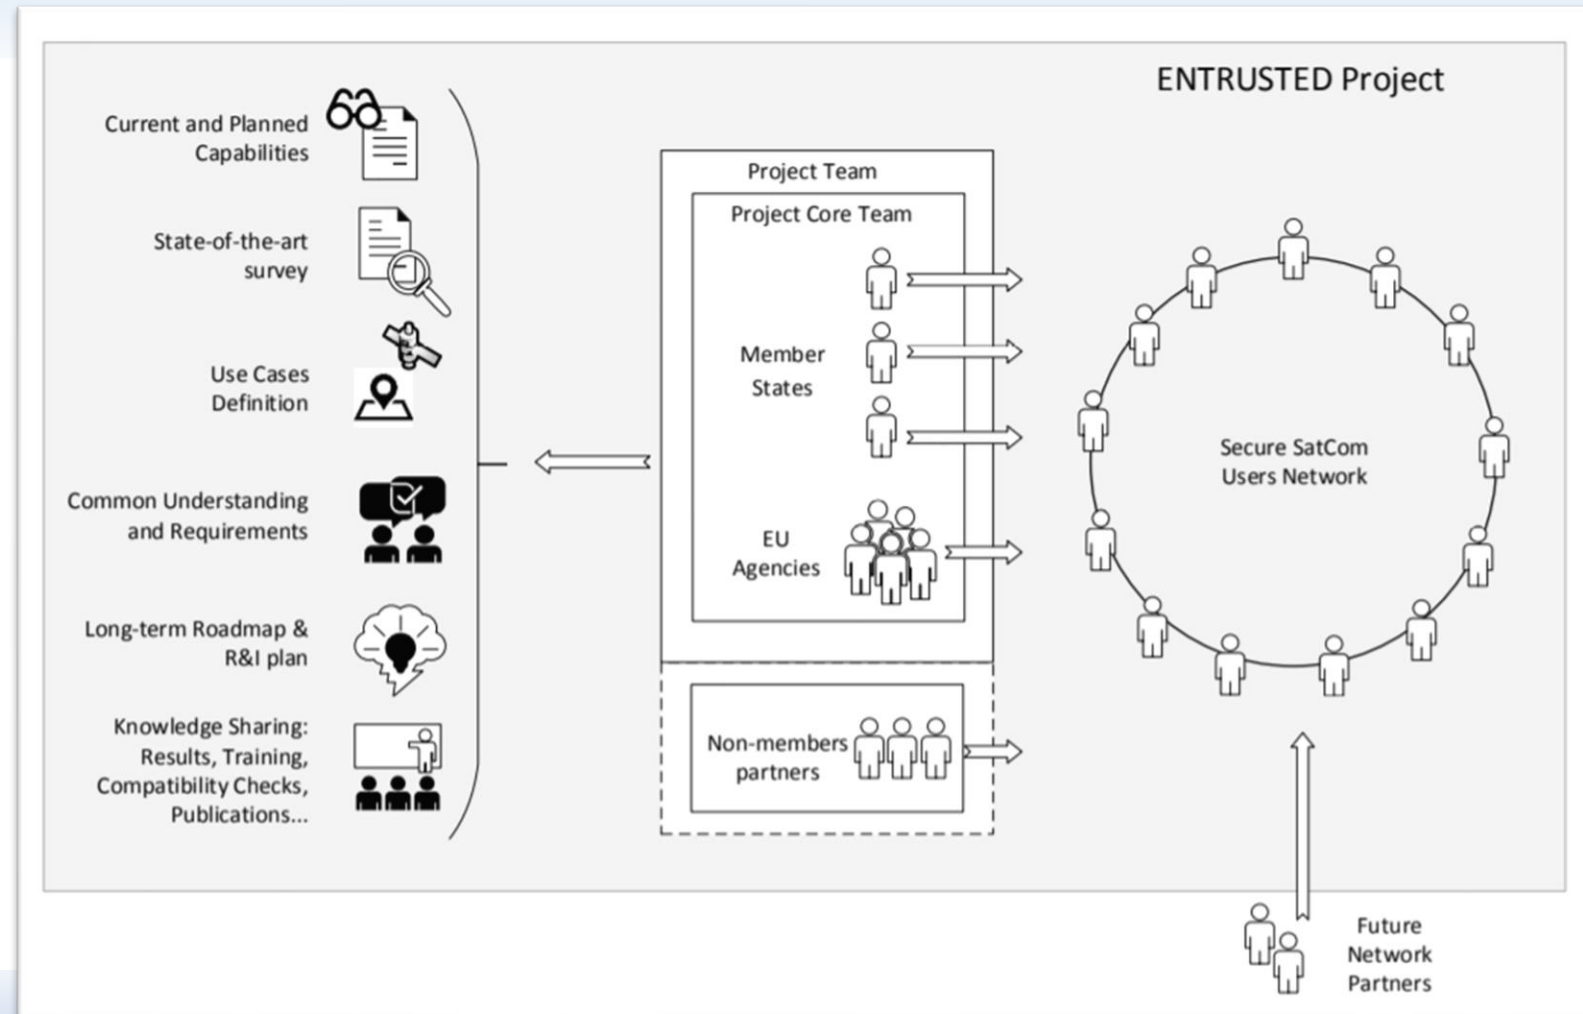 ENTRUSTED Project
Current and Planned
Capabilities
State-of-the-art
survey
Use Cases
Definition
Common Understanding
and Requirements
Long-term Roadmap &
R&I plan
Knowledge Sharing:
Results, Training,
Compatibility Checks,
Publications...
Project Team
Project Core Team
Member
States
EU
Agencies
Non-members
partners
Secure SatCom
Users Network
Future
Network
Partners